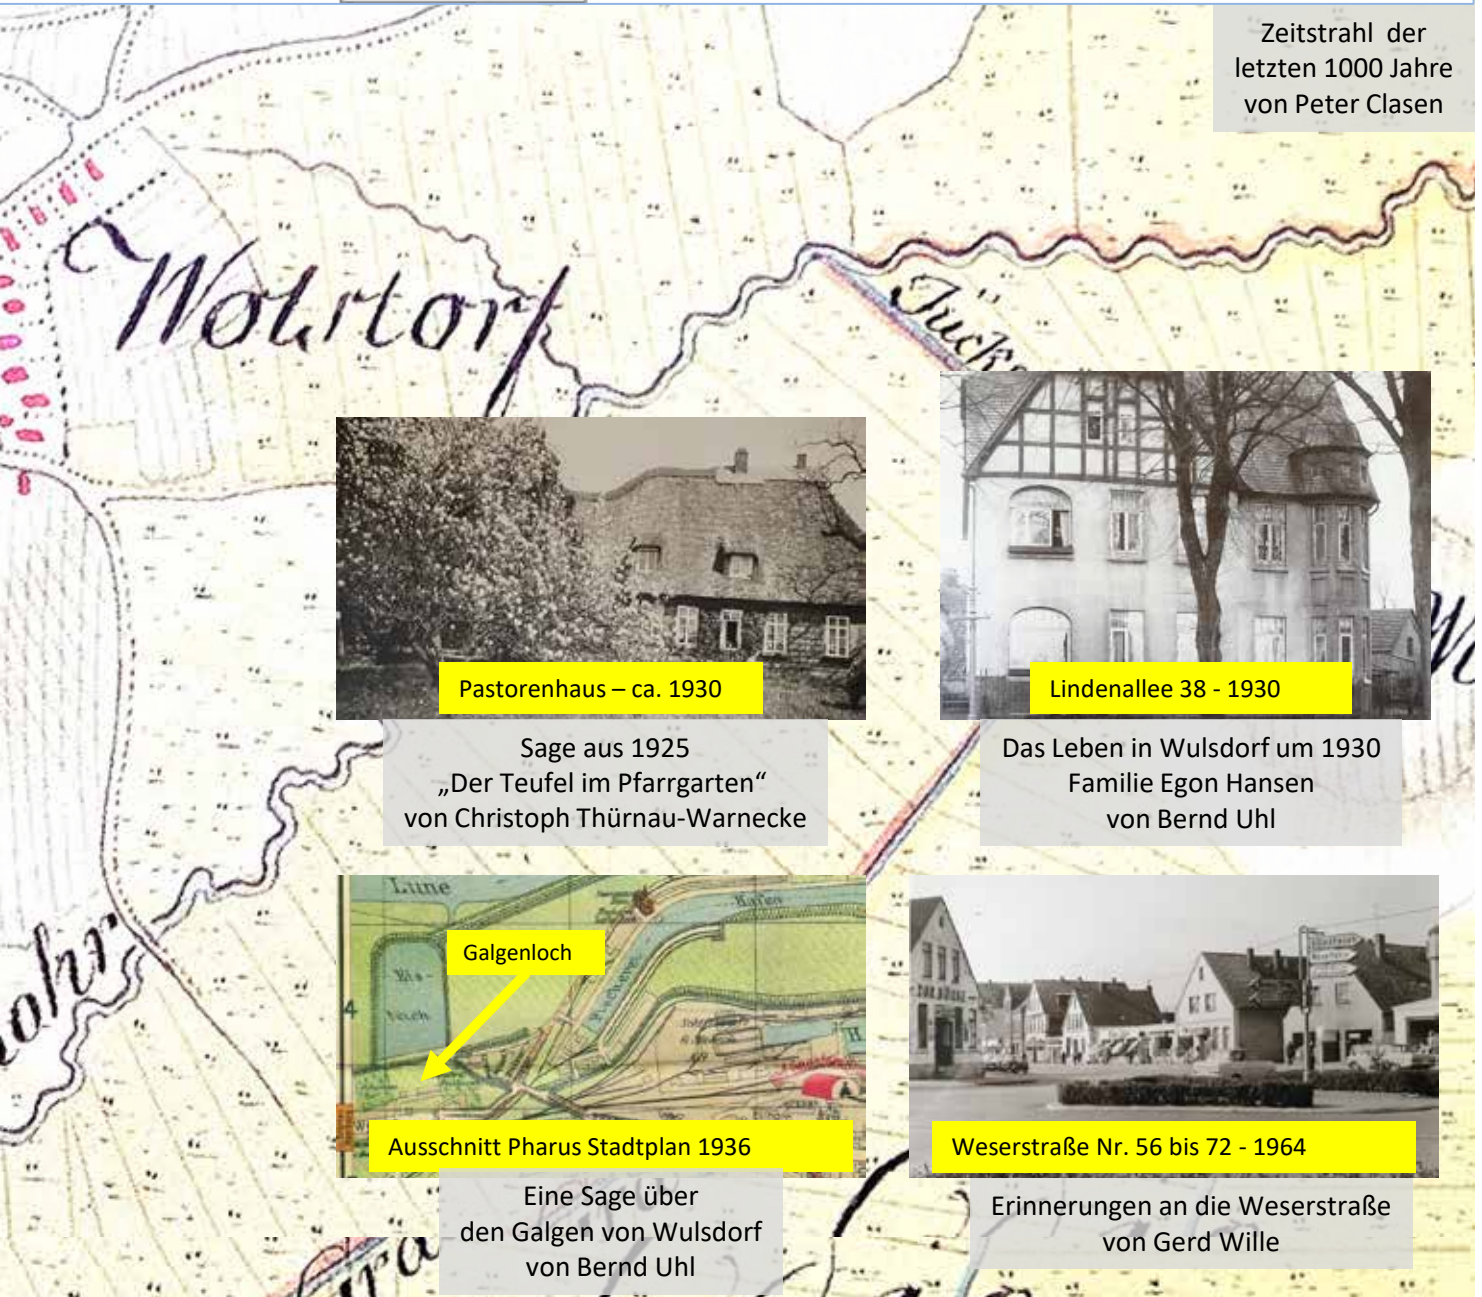 Zeitstrahl der
letzten 1000 Jahre
von Peter Clasen
Pastorenhaus – ca. 1930
Sage aus 1925
„Der Teufel im Pfarrgarten“
von Christoph Thürnau-Warnecke
Lindenallee 38 - 1930
Das Leben in Wulsdorf um 1930
Familie Egon Hansen
von Bernd Uhl
Lune
Galgenloch
4
Ausschnitt Pharus Stadtplan 1936
Eine Sage über
den Galgen von Wulsdorf
von Bernd Uhl
Weserstraße Nr. 56 bis 72 - 1964
Erinnerungen an die Weserstraße
von Gerd Wille